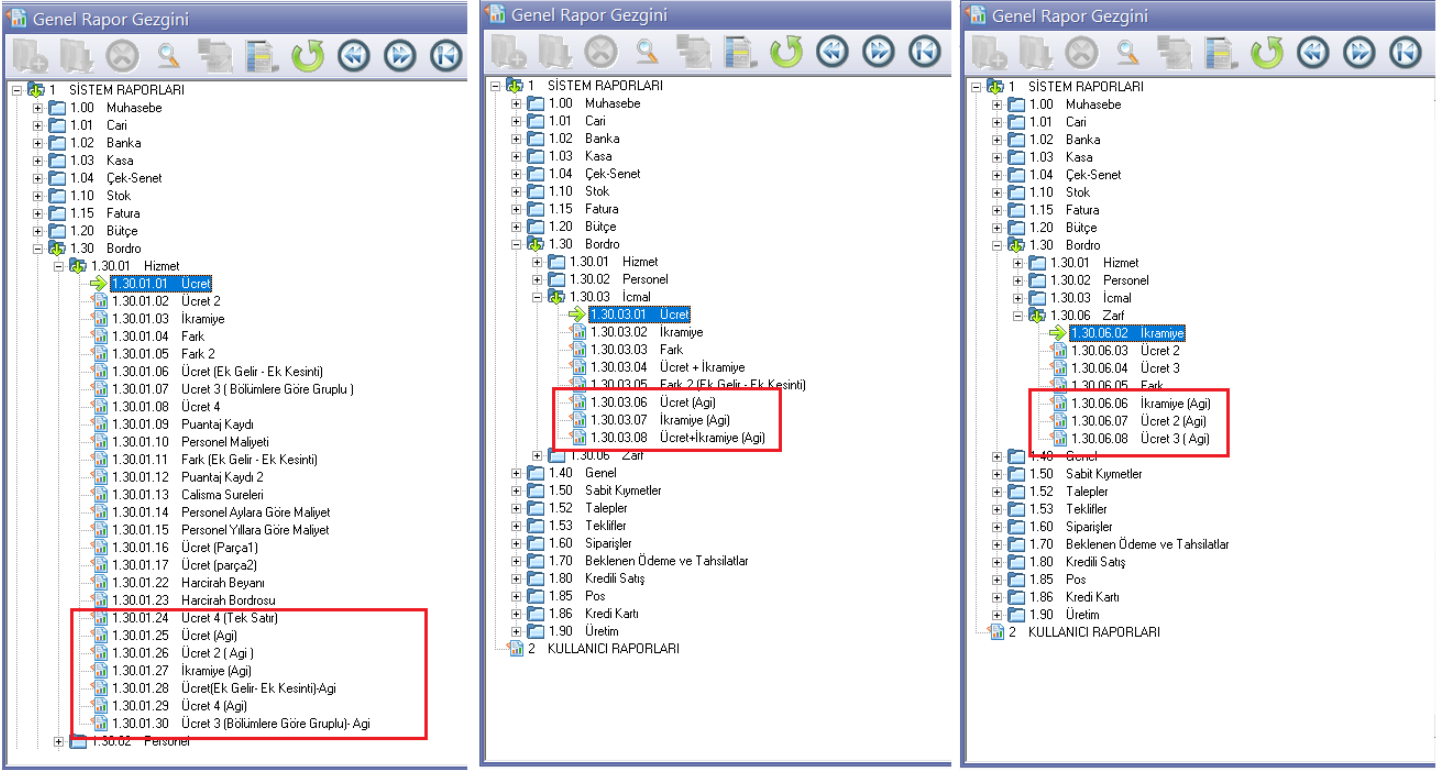 Genel Rapor Gezgini
1 SİSTEM RAPORLARI
1.00 Muhasebe
1.01 Cari
1.02 Banka
1.03 Kasa
1.04 Çek-Senet
1.10 Stok
1.15 Fatura
1.20 Bütçe
1.30 Bordro
1.30.01 Hizmet
1.30.01.01 Ücret
1.30.01.02 Ücret 2
1.30.01.03 İkramiye
1.30.01.04 Fark
1.30.01.05 Fark 2
1.30.01.06 Ücret (Ek Gelir - Ek Kesinti)
1.30.01.07 Ücret 3 ( Bölümlere Göre Gruplu )
1.30.01.08 Ücret 4
1.30.01.09 Puantaj Kaydı
1.30.01.10 Personel Maliyeti
1.30.01.11 Fark (Ek Gelir - Ek Kesinti)
1.30.01.12 Puantaj Kaydı 2
1.30.01.13 Calisma Sureleri
1.30.01.14 Personel Aylara Göre Maliyet
1.30.01.15 Personel Yıllara Göre Maliyet
1.30.01.16 Ücret (Parça1)
1.30.01.17 Ücret (parça2)
1.30.01.22 Harcirah Beyanı
1.30.01.23 Harcirah Bordrosu
1.30.01.24 Ücret 4 (Tek Satır)
1.30.01.25 Ücret (Agi)
1.30.01.26 Ücret 2 ( Agi )
1.30.01.27 İkramiye (Agi)
1.30.01.28 Ücret(Ek Gelir- Ek Kesinti)-Agi
1.30.01.29 Ücret 4 (Agi)
1.30.01.30 Ücret 3 (Bölümlere Göre Gruplu)- Agi
1.30.02 Personel
Genel Rapor Gezgini
1 SİSTEM RAPORLARI
1.00 Muhasebe
1.01 Cari
1.02 Banka
1.03 Kasa
1.04 Çek-Senet
1.10 Stok
1.15 Fatura
1.20 Bütçe
1.30 Bordro
1.30.01 Hizmet
1.30.02 Personel
1.30.03 İcmal
1.30.03.01 Ücret
1.30.03.02 İkramiye
1.30.03.03 Fark
1.30.03.04 Ücret + İkramiye
1.30.03.05 Fark 2 (Ek Gelir - Ek Kesinti)
1.30.03.06 Ücret (Agi)
1.30.03.07 İkramiye (Agi)
1.30.03.08 Ücret+İkramiye (Agi)
1.30.06 Zarf
1.40 Genel
1.50 Sabit Kıymetler
1.52 Talepler
1.53 Teklifler
1.60 Siparişler
1.70 Beklenen Ödeme ve Tahsilatlar
1.80 Kredili Satış
1.85 Pos
1.86 Kredi Kartı
1.90 Üretim
2 KULLANICI RAPORLARI
Genel Rapor Gezgini
1 SİSTEM RAPORLARI
1.00 Muhasebe
1.01 Cari
1.02 Banka
1.03 Kasa
1.04 Çek-Senet
1.10 Stok
1.15 Fatura
1.20 Bütçe
1.30 Bordro
1.30.01 Hizmet
1.30.02 Personel
1.30.03 İcmal
1.30.06 Zarf
1.30.06.02 İkramiye
1.30.06.03 Ücret 2
1.30.06.04 Ücret 3
1.30.06.05 Fark
1.30.06.06 İkramiye (Agi)
1.30.06.07 Ücret 2 (Agi)
1.30.06.08 Ücret 3 ( Agi)
1.40 Genel
1.50 Sabit Kıymetler
1.52 Talepler
1.53 Teklifler
1.60 Siparişler
1.70 Beklenen Ödeme ve Tahsilatlar
1.80 Kredili Satış
1.85 Pos
1.86 Kredi Kartı
1.90 Üretim
2 KULLANICI RAPORLARI